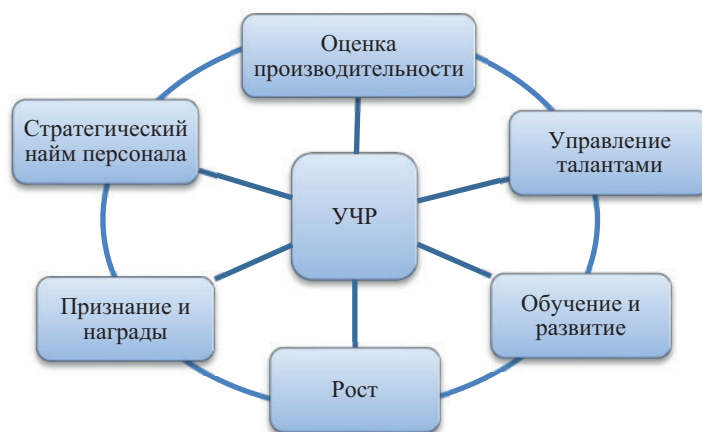 Оценка
производительности
Стратегический
найм персонала
Управление
талантами
УЧР
Признание и
награды
Обучение и
развитие
Рост